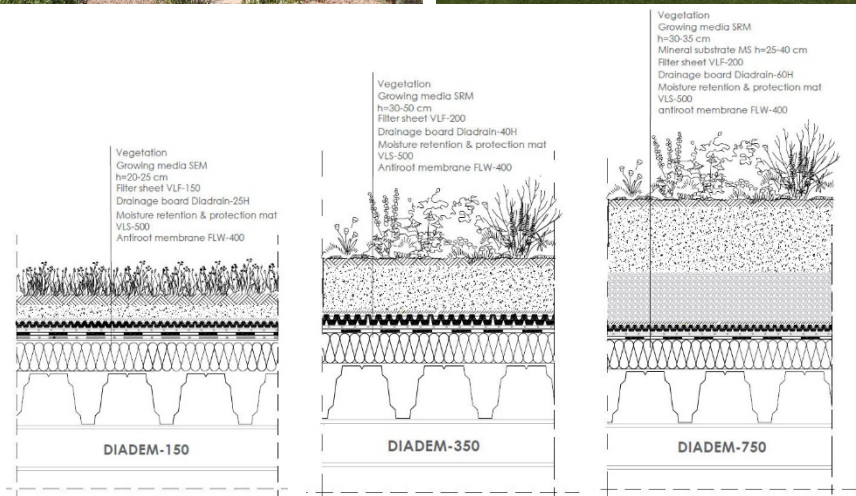 Vegetation
Growing media SEM
h=20-25 cm
Filter sheet VLF-150
Drainage board Diadrain-25H
Moisture retention & protection mat
VLS-500
Antiroot membrane FLW-400
DIADEM-150
Vegetation
Growing media SRM
h=30-50 cm
Filter sheet VLF-200
Drainage board Diadrain-40H
Moisture retention & protection mat
VLS-500
Antiroot membrane FLW-400
DIADEM-350
Vegetation
Growing media SRM
h=30-35 cm
Mineral substrate MS h=25-40 cm
Filter sheet VLF-200
Drainage board Diadrain-60H
Moisture retention & protection mat
VLS-500
antiroot membrane FLW-400
DIADEM-750